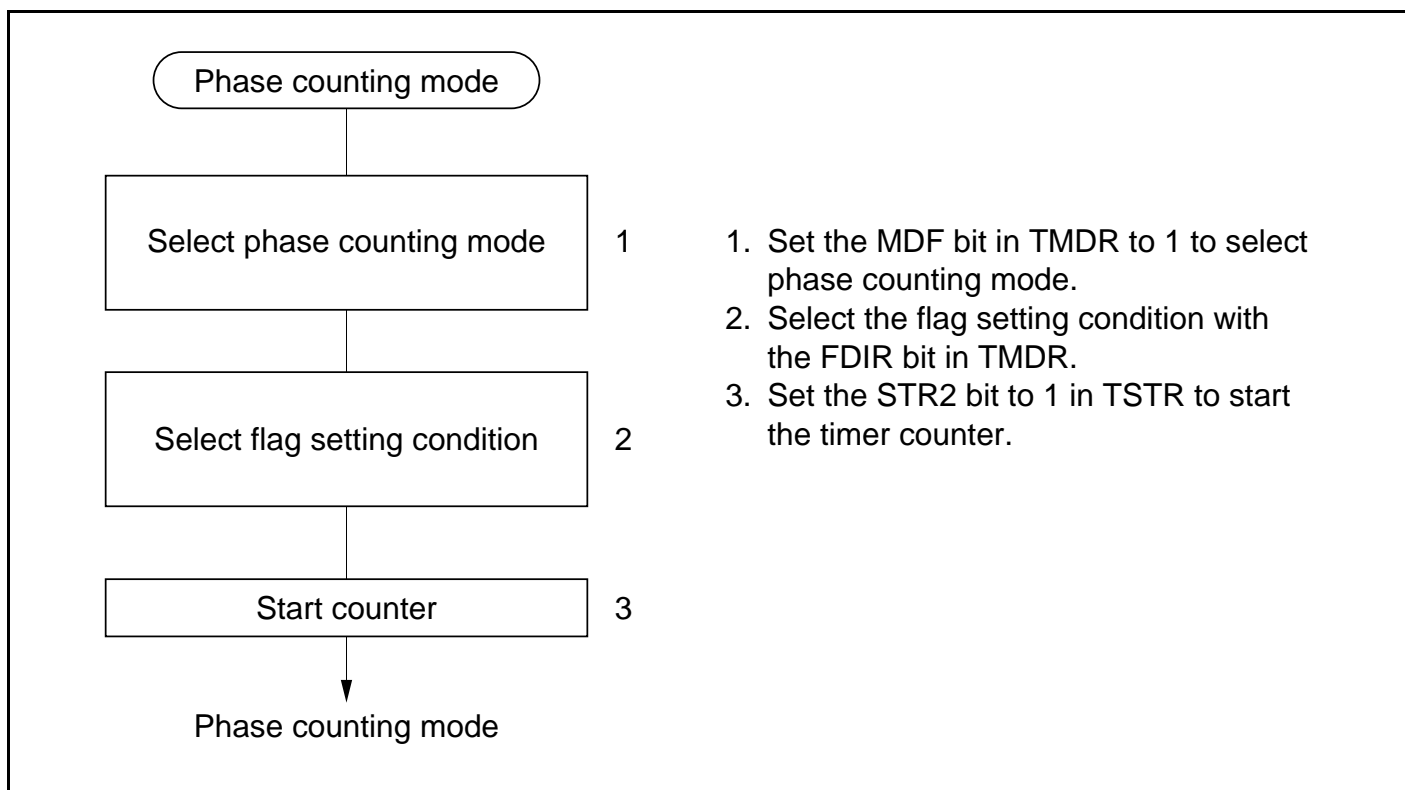 Phase counting mode
Select phase counting mode
1
Select flag setting condition
2
Start counter
3
Phase counting mode
1. Set the MDF bit in TMDR to 1 to select
phase counting mode.
2. Select the flag setting condition with
the FDIR bit in TMDR.
3. Set the STR2 bit to 1 in TSTR to start
the timer counter.